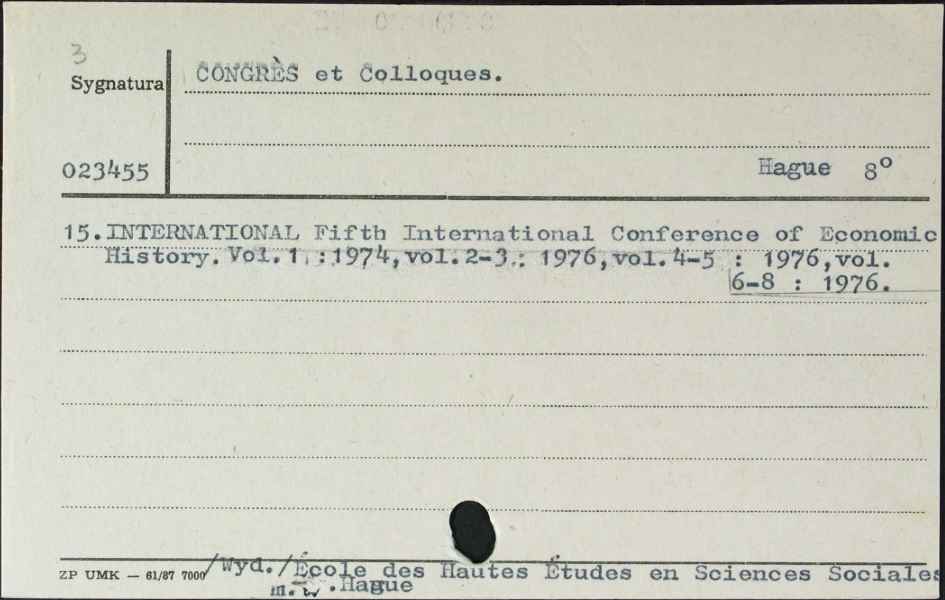 3
Sygnatura
CONGRÈS et Colloques.
023455
Hague 8°
15.INTERNATIONAL Fifth International Conference of Economic
History. Vol.1.:1974,vol.2-3.: 1976,vol.4-5 : 1976,vol.
6-8 : 1976.
ZP UMK — 61/87 7000
/Wyd./École des Hautes Études en Sciences Sociales
m. .Hague